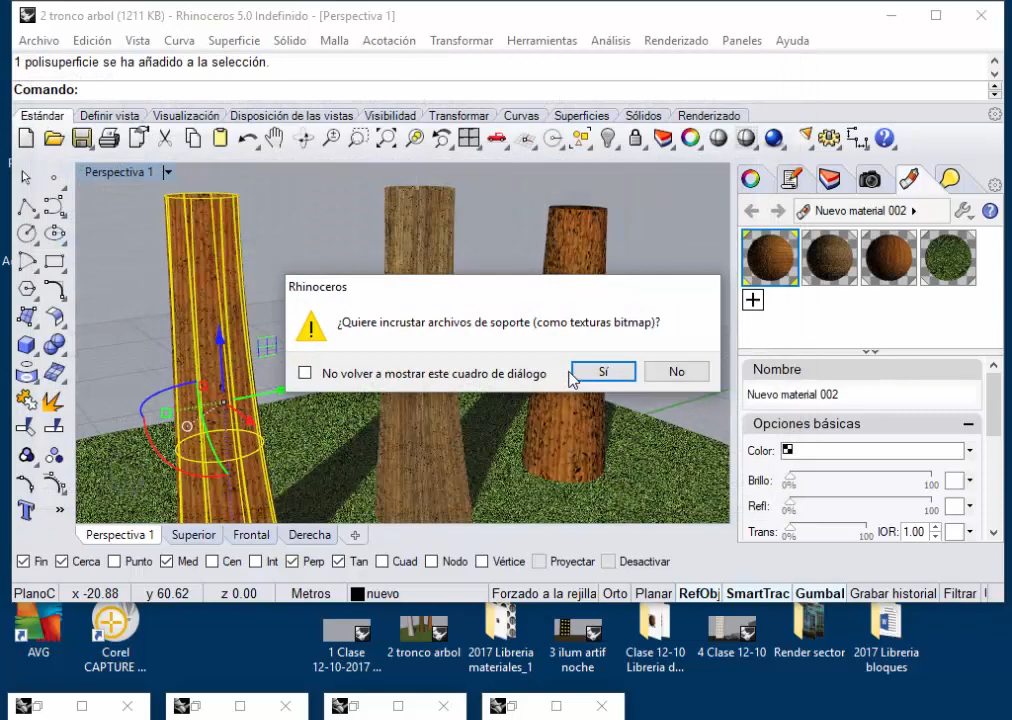 2 tronco arbol (1211 KB) - Rhinoceros 5.0 Indefinido - [Perspectiva 1]
Archivo Edición Vista Curva Superficie Sólido Malla Acotación Transformar Herramientas Análisis Renderizado Paneles Ayuda
1 polisuperficie se ha añadido a la selección.
Comando:
Estándar Definir vista Visualización Disposición de las vistas Visibilidad Transformar Curvas Superficies Sólidos Renderizado
Perspectiva 1
Nuevo material 002
Rhinoceros
¿Quiere incrustar archivos de soporte (como texturas bitmap)?
No volver a mostrar este cuadro de diálogo Sí No
Nombre
Nuevo material 002
Opciones básicas
Color:
Brillo: 0% 100
Refl: 0% 100
Trans: 0% 100 IOR: 1.00
Perspectiva 1 Superior Frontal Derecha
Fin Cerca Punto Med Cen Int Perp Tan Cuad Nodo Vértice Proyectar Desactivar
PlanoC x -20.88 y 60.62 z 0.00 Metros nuevo Forzado a la rejilla Orto Planar RefObj SmartTrac Gumbal Grabar historial Filtrar
AVG
Corel
CAPTURE ...
1 Clase
12-10-2017 ...
2 tronco arbol
2017 Libreria
materiales_1
3 ilum artif
noche
Clase 12-10
Libreria d...
4 Clase 12-10
Render sector
2017 Libreria
bloques